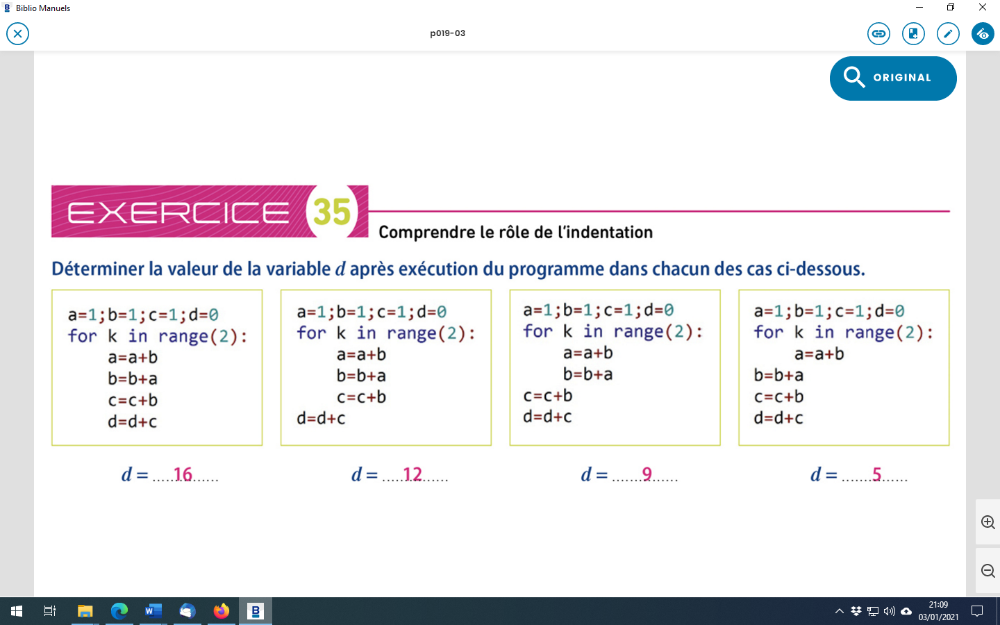 Biblio Manuels
p019-03
ORIGINAL
EXERCICE 35
Comprendre le rôle de l'indentation
Déterminer la valeur de la variable d après exécution du programme dans chacun des cas ci-dessous.
a=1;b=1;c=1;d=0
for k in range(2):
    a=a+b
    b=b+a
    c=c+b
    d=d+c
d = ......16......
a=1;b=1;c=1;d=0
for k in range(2):
    a=a+b
    b=b+a
    c=c+b
d=d+c
d = ......12......
a=1;b=1;c=1;d=0
for k in range(2):
    a=a+b
    b=b+a
c=c+b
d=d+c
d = ......9......
a=1;b=1;c=1;d=0
for k in range(2):
    a=a+b
b=b+a
c=c+b
d=d+c
d = ......5......
21:09
03/01/2021